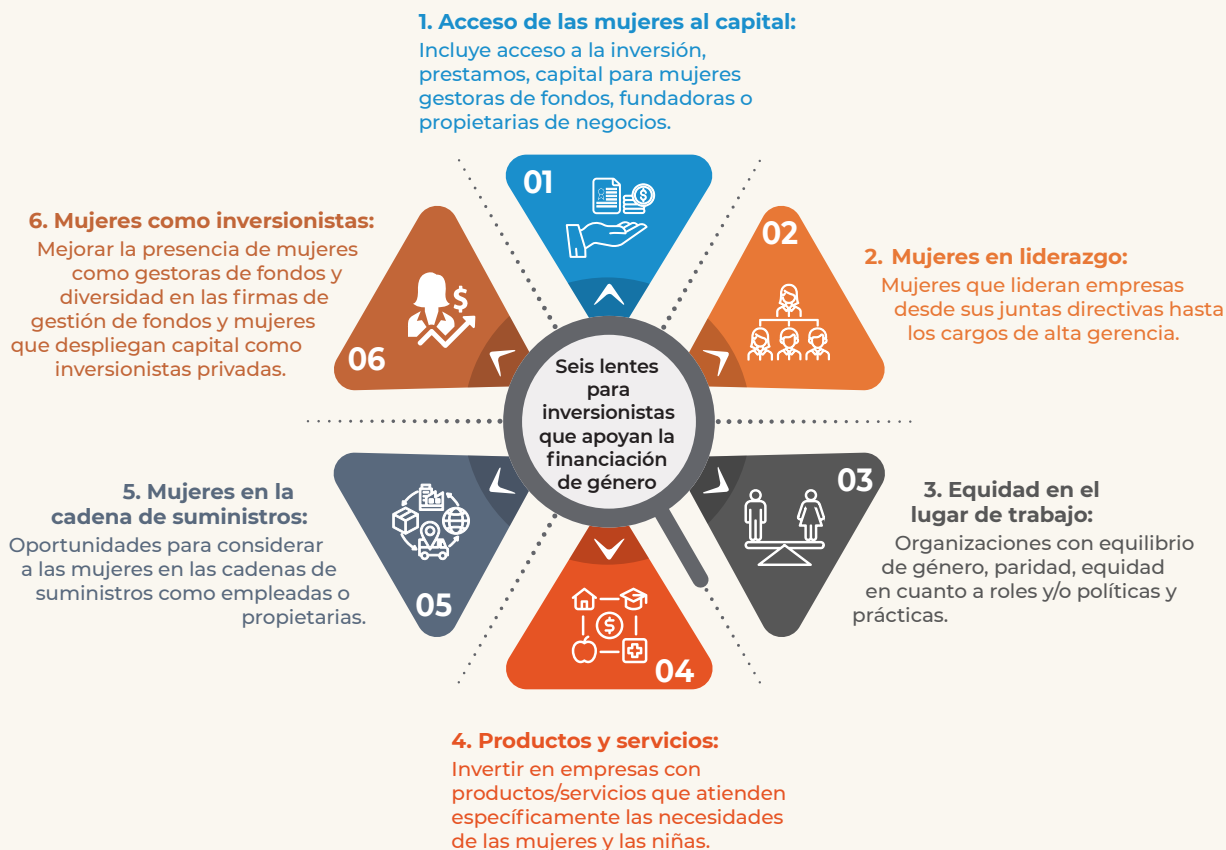 1. Acceso de las mujeres al capital:
Incluye acceso a la inversión,
prestamos, capital para mujeres
gestoras de fondos, fundadoras o
propietarias de negocios.
01
02
2. Mujeres en liderazgo:
Mujeres que lideran empresas
desde sus juntas directivas hasta
los cargos de alta gerencia.
03
3. Equidad en el
lugar de trabajo:
Organizaciones con equilibrio
de género, paridad, equidad
en cuanto a roles y/o políticas y
prácticas.
04
4. Productos y servicios:
Invertir en empresas con
productos/servicios que atienden
específicamente las necesidades
de las mujeres y las niñas.
5. Mujeres en la
cadena de suministros:
Oportunidades para considerar
a las mujeres en las cadenas de
suministros como empleadas o
propietarias.
05
6. Mujeres como inversionistas:
Mejorar la presencia de mujeres
como gestoras de fondos y
diversidad en las firmas de
gestión de fondos y mujeres
que despliegan capital como
inversionistas privadas.
06
Seis lentes
para
inversionistas
que apoyan la
financiación
de género
$
$
$